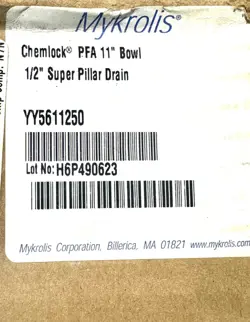 Mykrolis
Chemlock® PFA 11" Bowl
1/2" Super Pillar Drain
YY5611250
Lot No: H6P490623
Mykrolis Corporation, Billerica, MA 01821 www.mykrolis.com